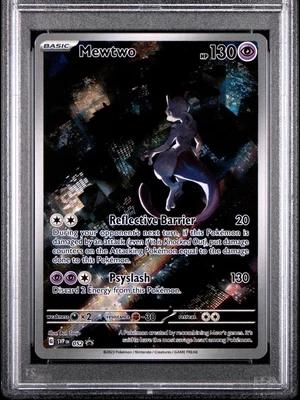 BASIC
Mewtwo
HP 130
Reflective Barrier 20
During your opponent's next turn, if this Pokémon is
damaged by an attack (even if it is Knocked Out), put damage
counters on the Attacking Pokémon equal to the damage
done to this Pokémon.
Psyslash 130
Discard 2 Energy from this Pokémon.
weakness ×2 resistance -30 retreat
A Pokémon created by recombining Mew's genes. It's
said to have the most savage heart among Pokémon.
SVP EN 052
©2023 Pokémon / Nintendo / Creatures / GAME FREAK